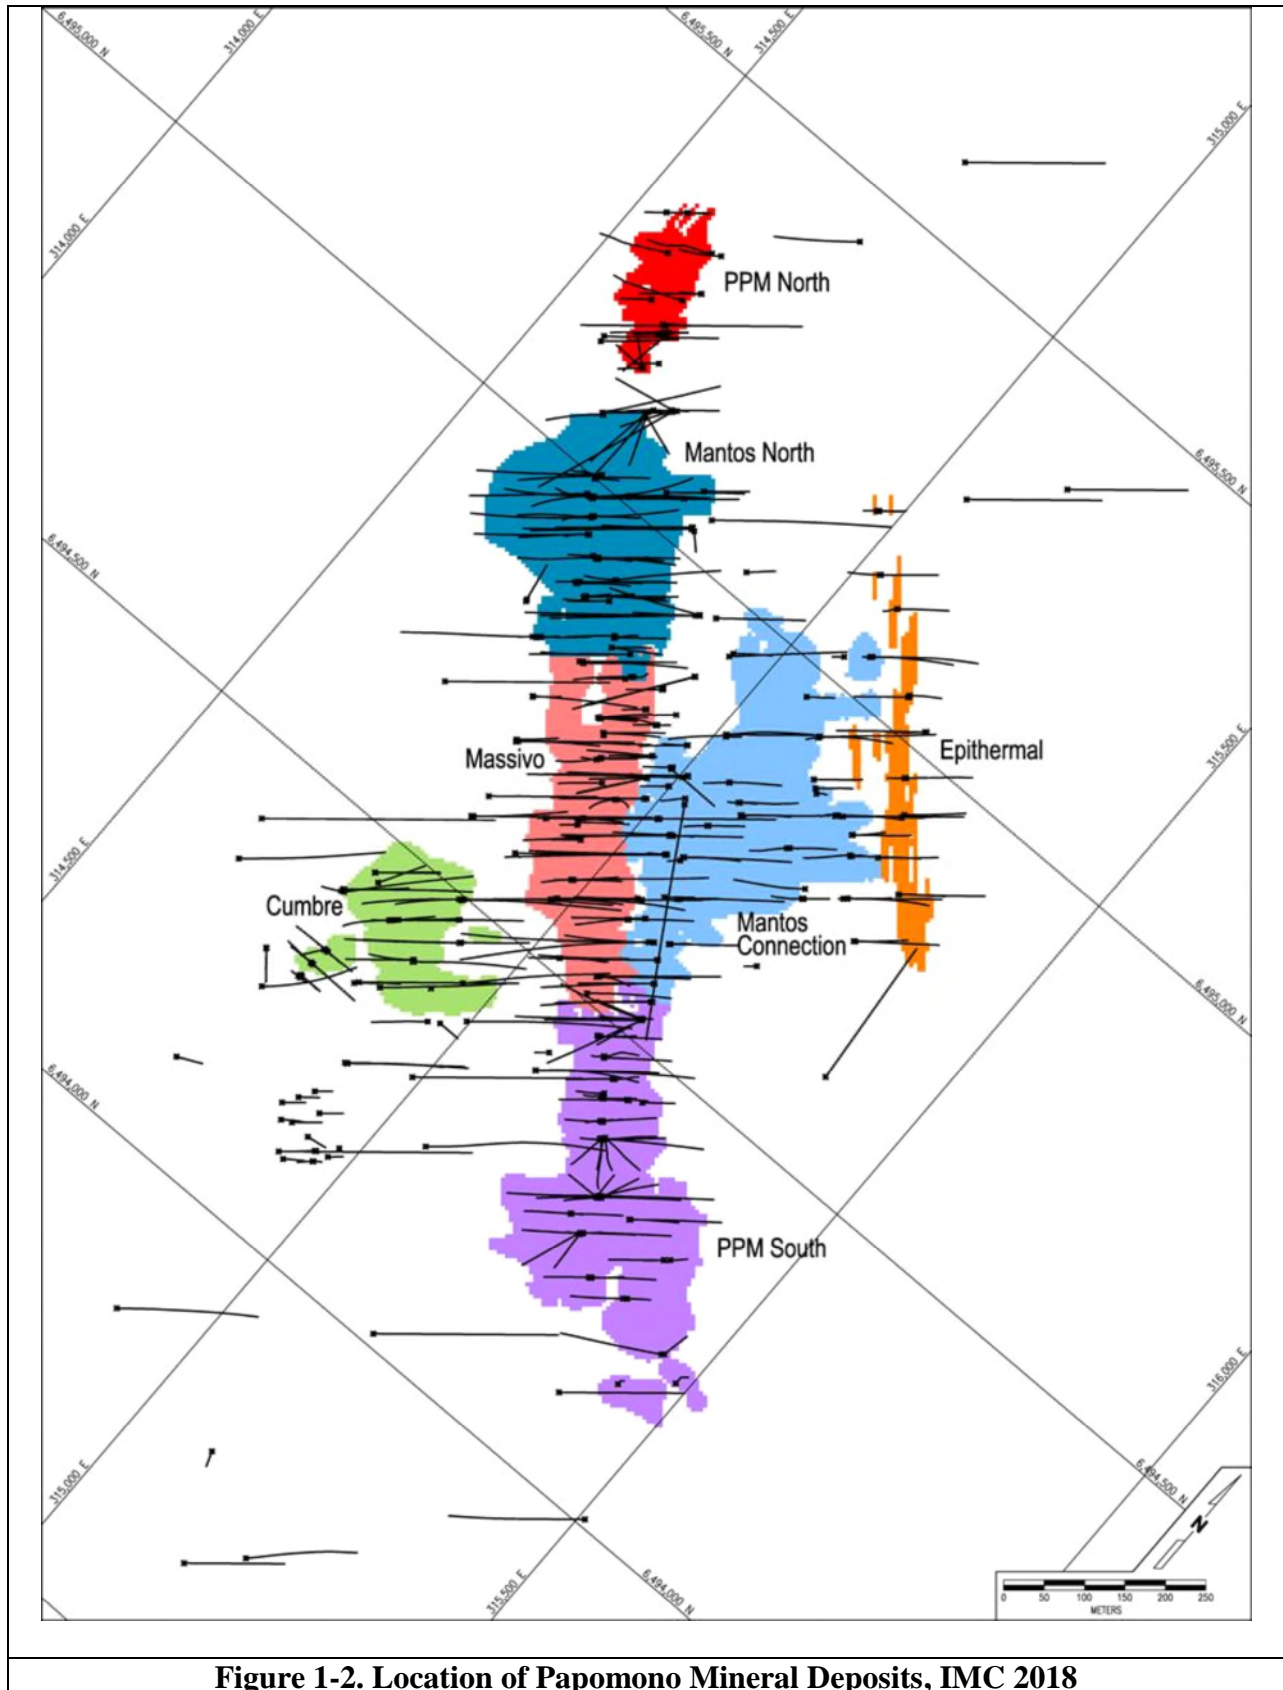 6,495,000 N
314,000 E
6,495,500 N
314,500 E
315,000 E
314,000 E
PPM North
Mantos North
6,495,500 N
6,494,500 N
315,500 E
Epithermal
Massivo
314,500 E
Cumbre
Mantos
Connection
6,495,000 N
6,494,000 N
PPM South
316,000 E
315,000 E
6,494,500 N
N
315,500 E
6,494,000 N
0 50 100 150 200 250
METERS
Figure 1-2. Location of Papomono Mineral Deposits, IMC 2018